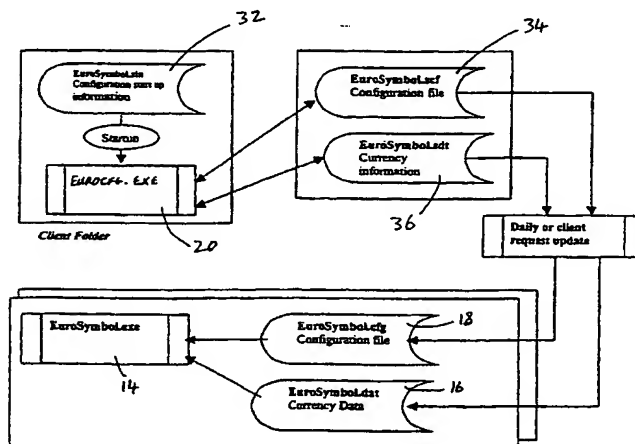 32
EuroSymbol.stn
Configuration start up
information
Startup
EUROCFG.EXE
Client Folder
20
34
EuroSymbol.scf
Configuration file
EuroSymbol.sdt
Currency
information
36
Daily or client
request update
EuroSymbol.exe
14
EuroSymbol.cfg
Configuration file
18
EuroSymbol.dat
Currency Data
16